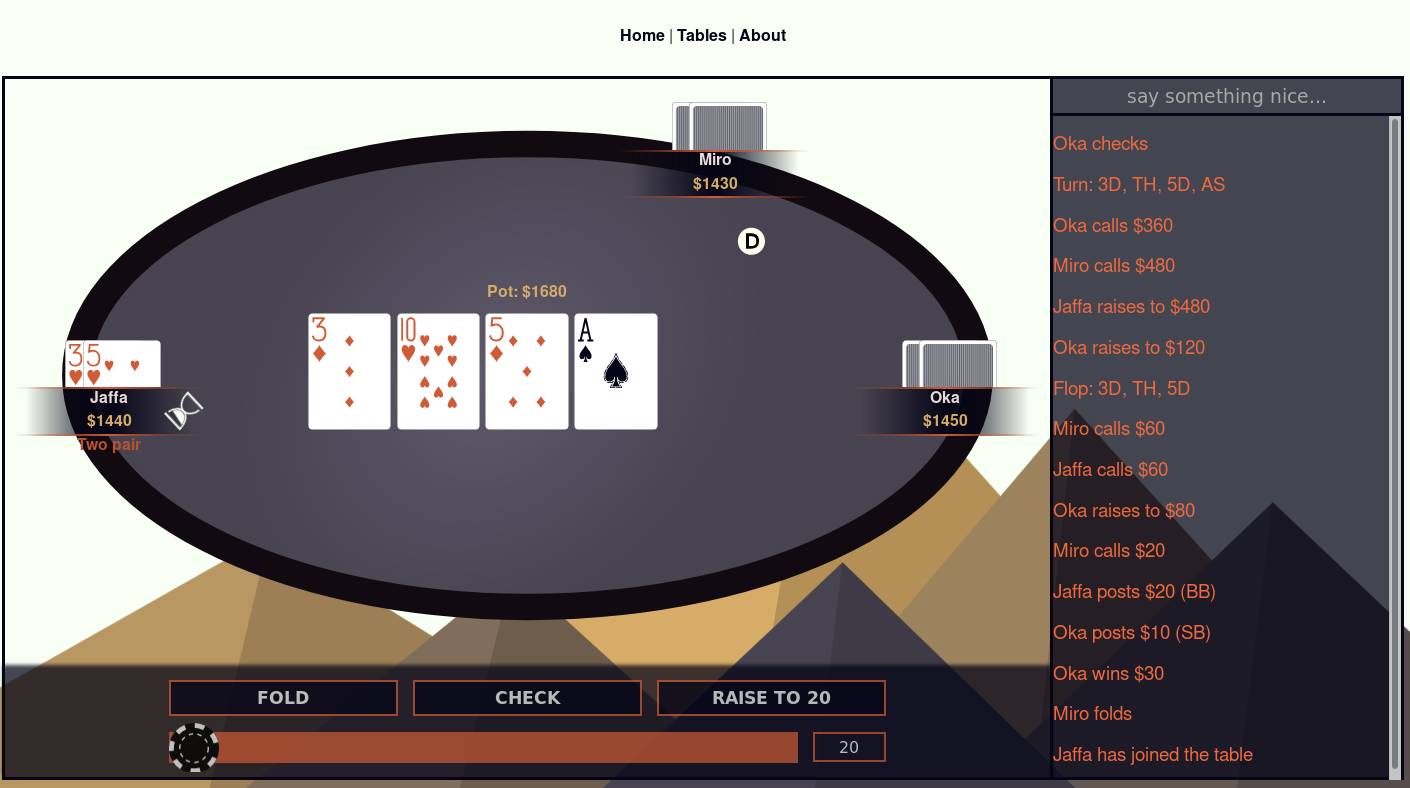 Home | Tables | About
say something nice...
Miro
$1430
D
Pot: $1680
3
10
5
A
3 5
Jaffa
$1440
Two pair
Oka
$1450
Oka checks
Turn: 3D, TH, 5D, AS
Oka calls $360
Miro calls $480
Jaffa raises to $480
Oka raises to $120
Flop: 3D, TH, 5D
Miro calls $60
Jaffa calls $60
Oka raises to $80
Miro calls $20
Jaffa posts $20 (BB)
Oka posts $10 (SB)
Oka wins $30
Miro folds
Jaffa has joined the table
FOLD
CHECK
RAISE TO 20
20